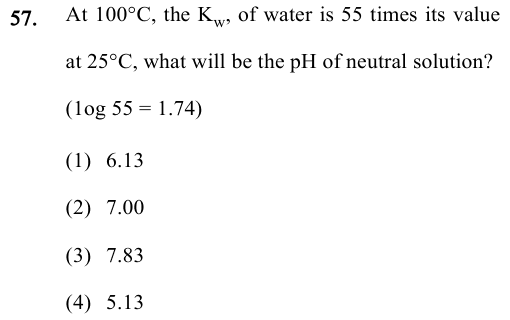 57. At 100°C, the Kw, of water is 55 times its value
at 25°C, what will be the pH of neutral solution?
(log 55 = 1.74)
(1) 6.13
(2) 7.00
(3) 7.83
(4) 5.13